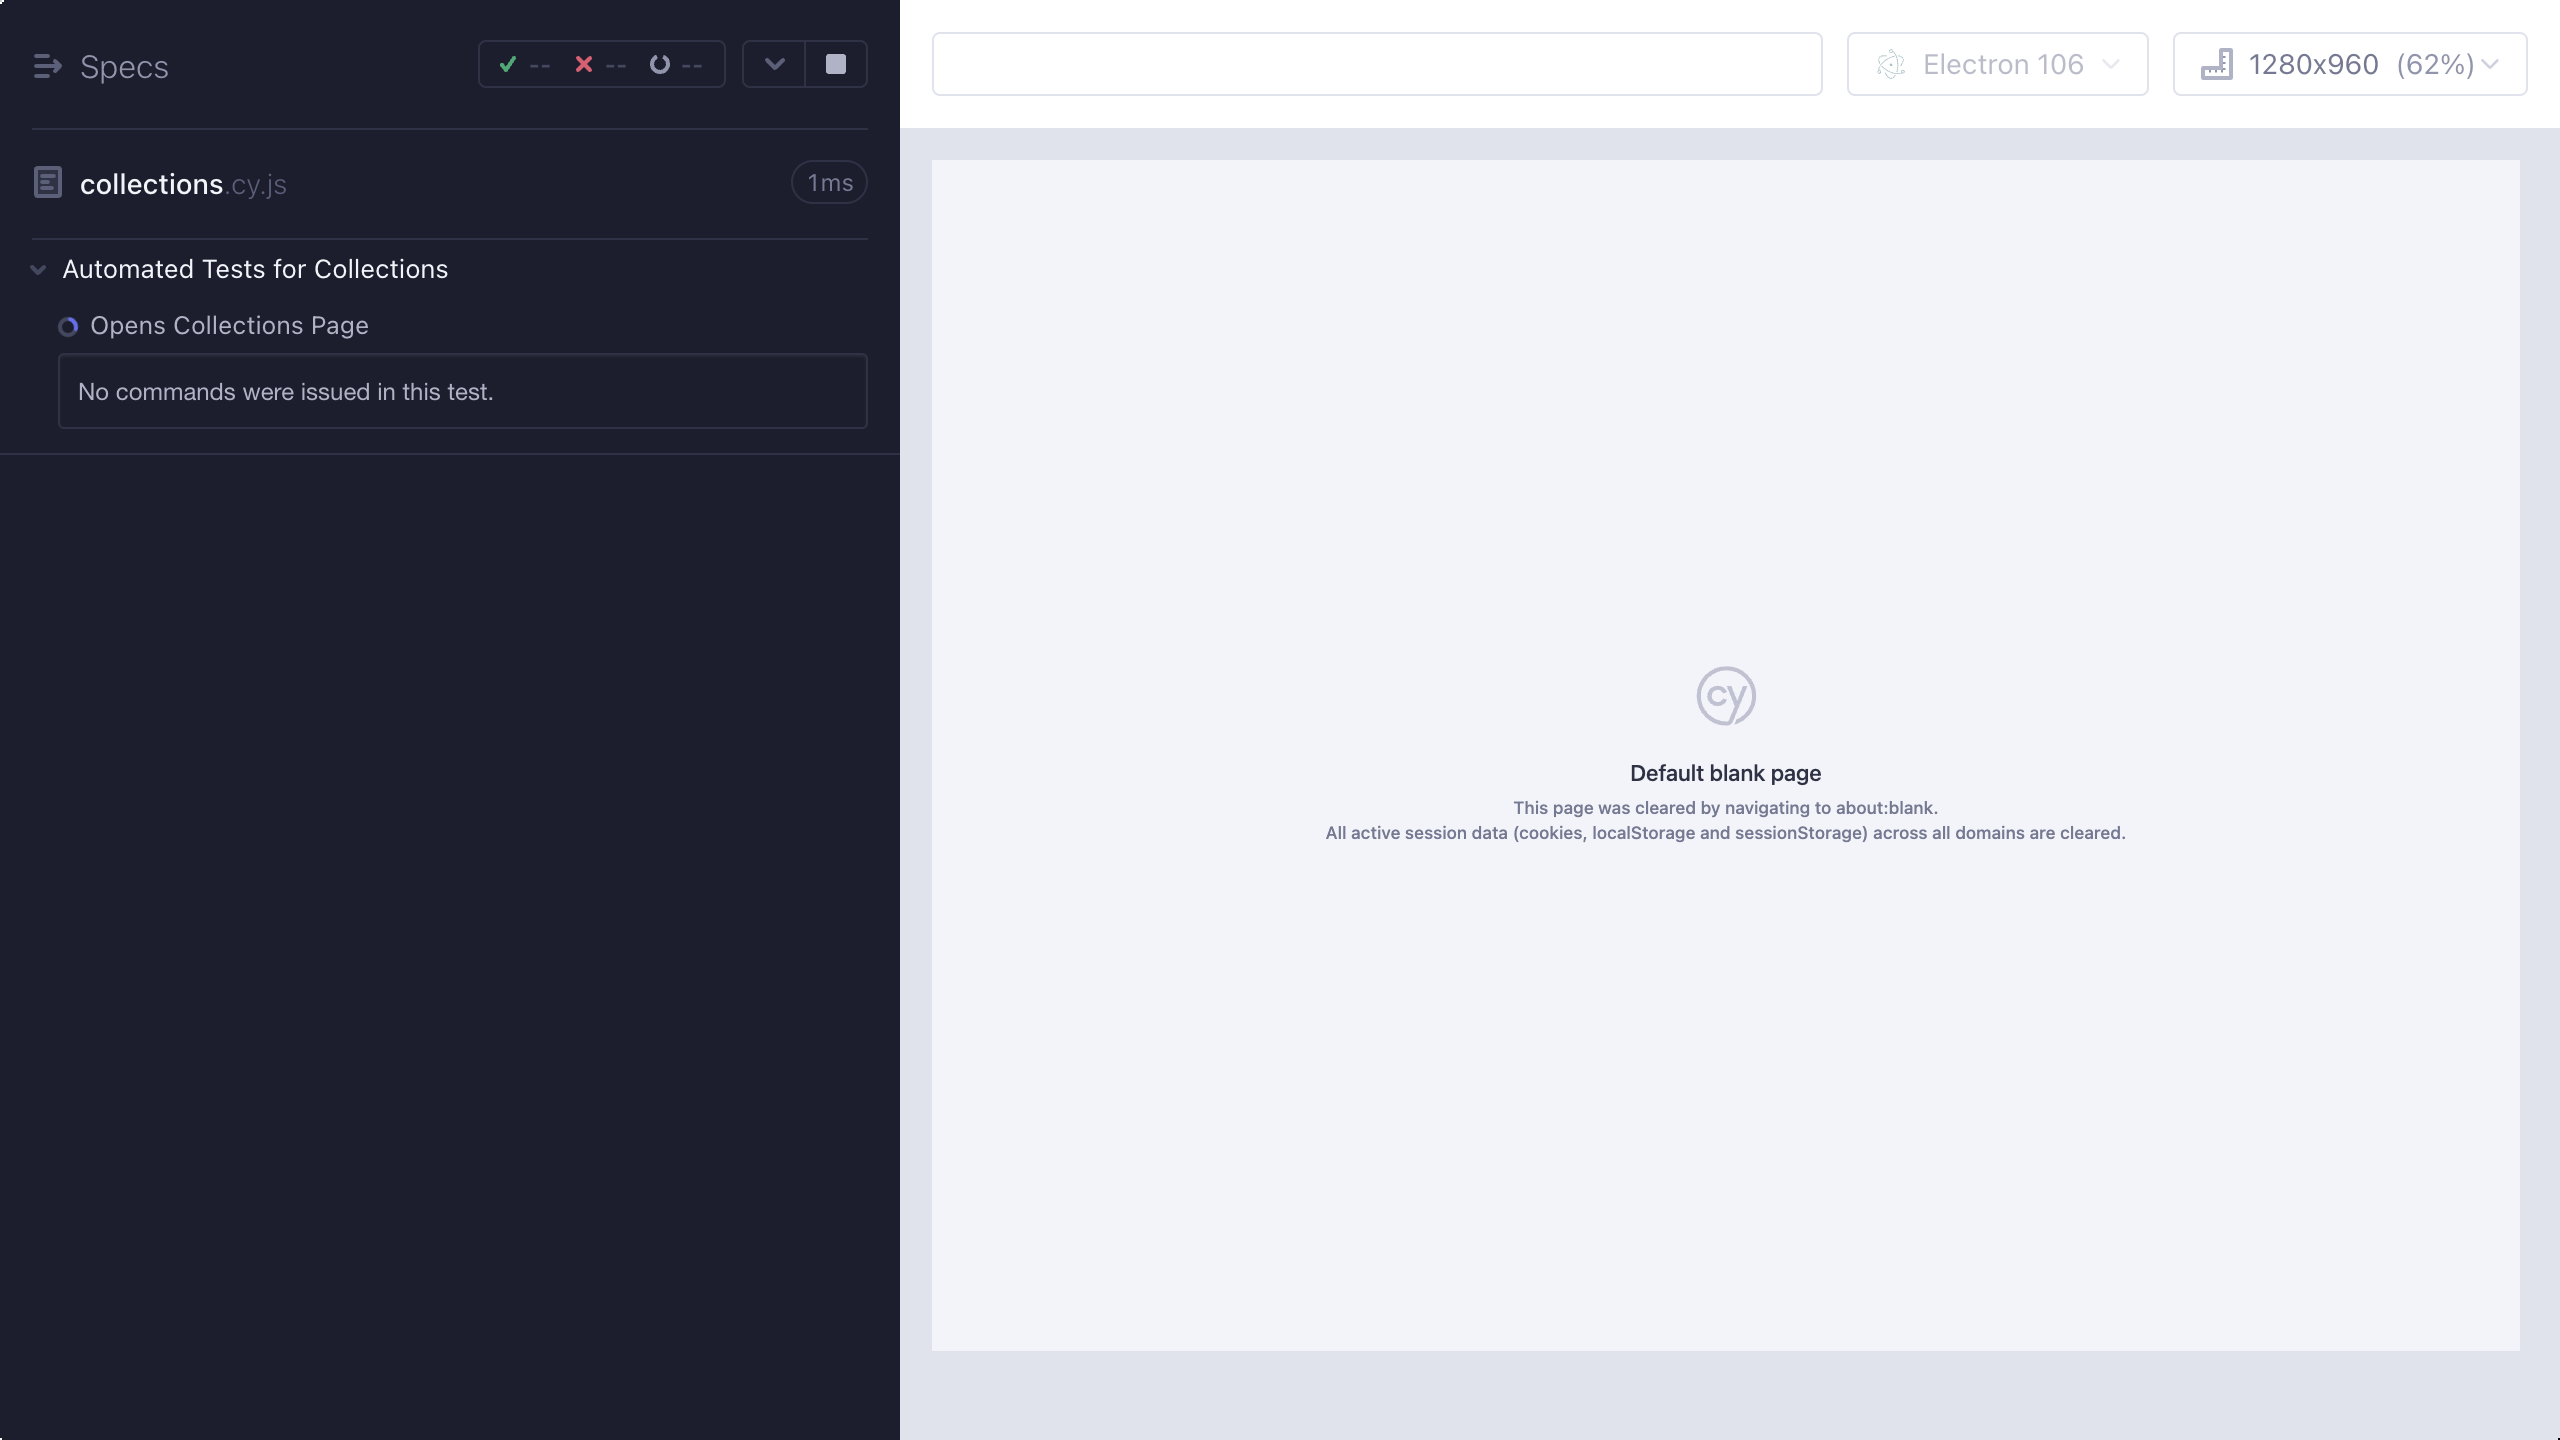 Specs
-- -- --
collections.cy.js
1ms
Automated Tests for Collections
Opens Collections Page
No commands were issued in this test.
Electron 106
1280x960 (62%)
cy
Default blank page
This page was cleared by navigating to about:blank.
All active session data (cookies, localStorage and sessionStorage) across all domains are cleared.